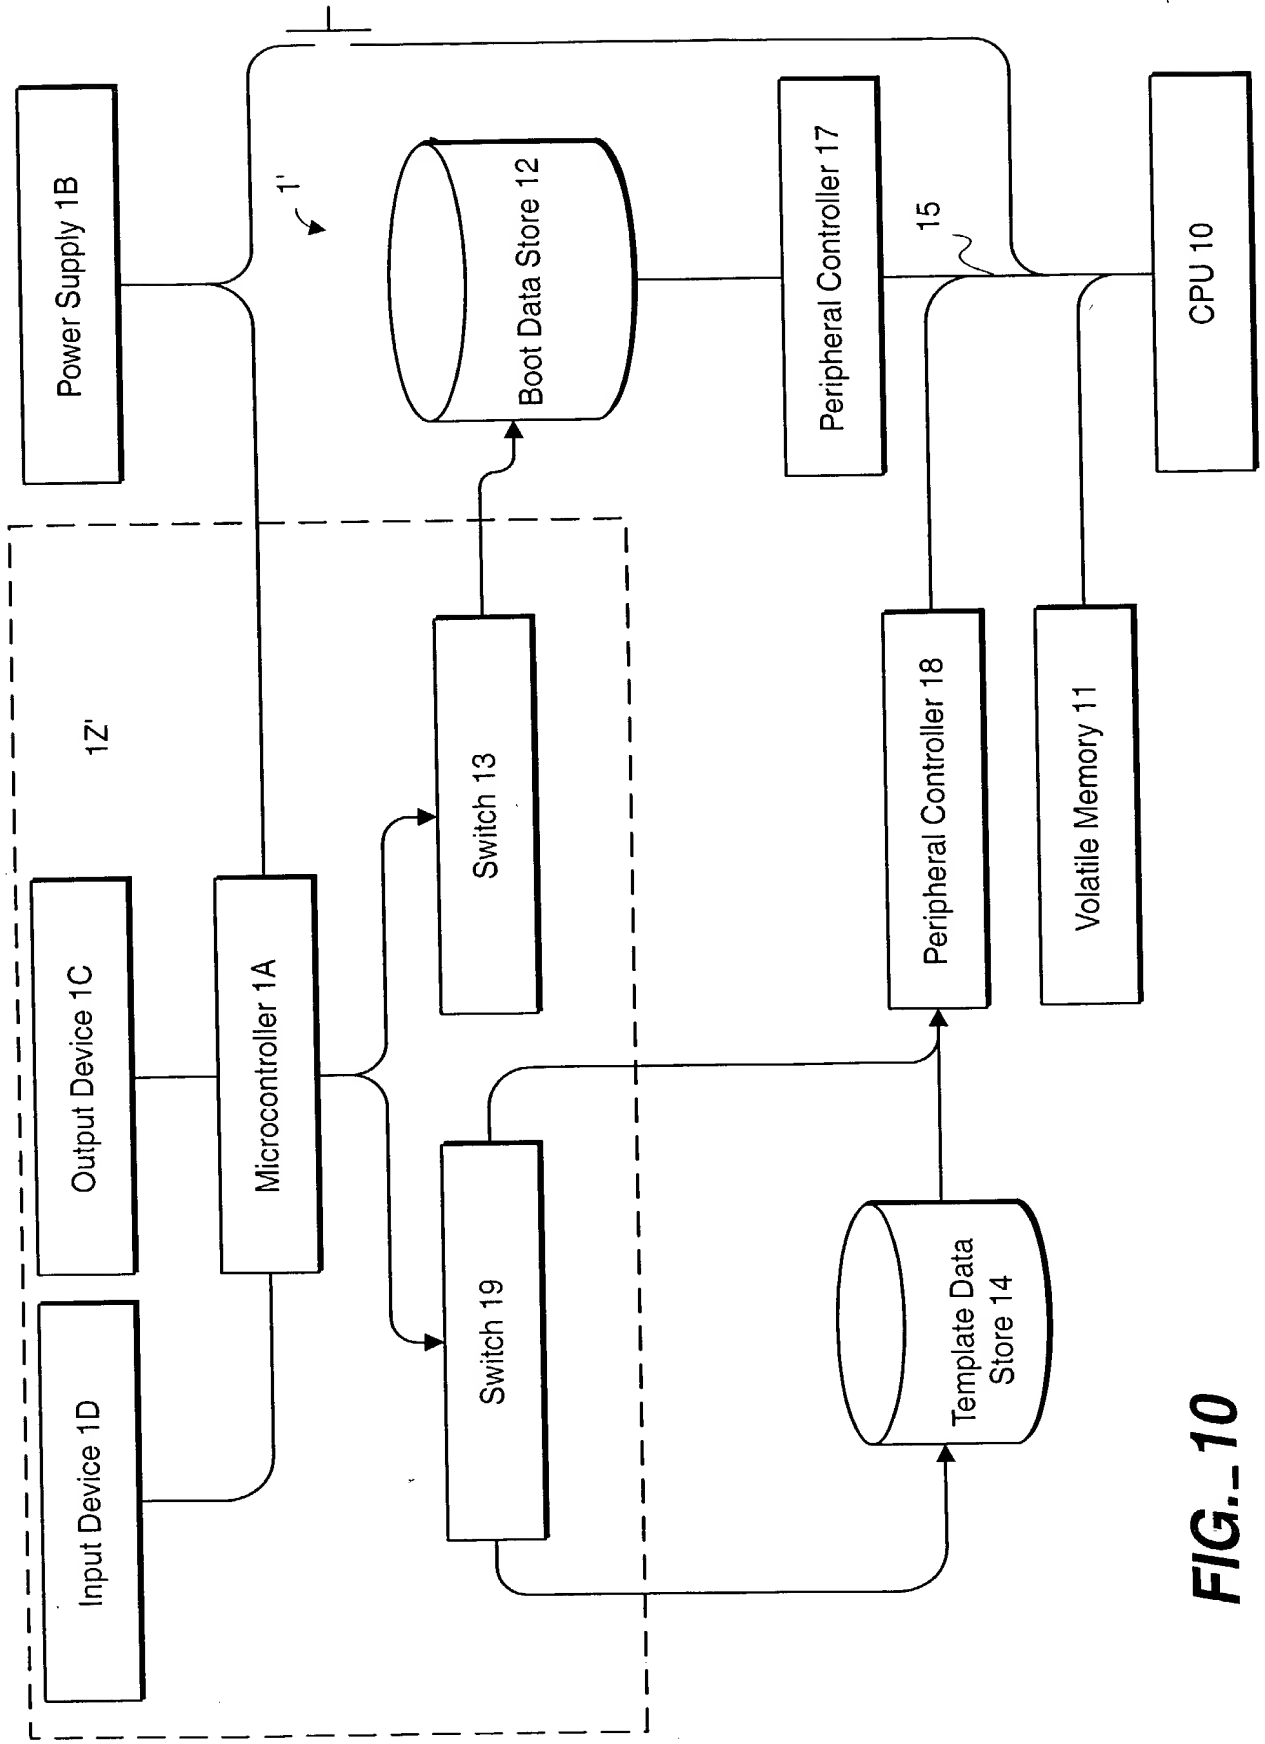 Input Device 1D
Output Device 1C
1Z'
Power Supply 1B
Microcontroller 1A
1'
Switch 19
Switch 13
Boot Data Store 12
Template Data
Store 14
Peripheral Controller 18
Peripheral Controller 17
15
Volatile Memory 11
CPU 10
FIG._10